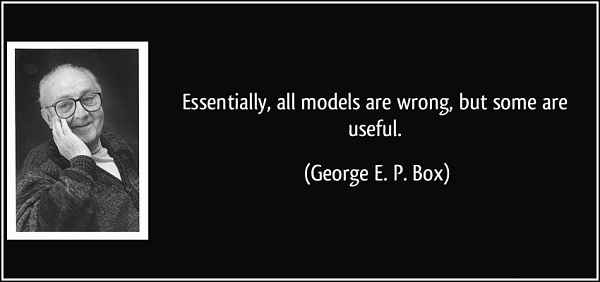 Essentially, all models are wrong, but some are
useful.
(George E. P. Box)